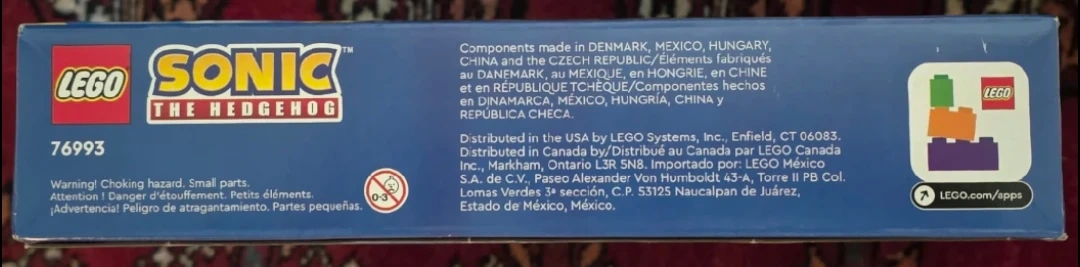 LEGO
SONIC™
THE HEDGEHOG
76993
Warning! Choking hazard. Small parts.
Attention ! Danger d'étouffement. Petits éléments.
¡Advertencia! Peligro de atragantamiento. Partes pequeñas.
0-3
Components made in DENMARK, MEXICO, HUNGARY,
CHINA and the CZECH REPUBLIC/Éléments fabriqués
au DANEMARK, au MEXIQUE, en HONGRIE, en CHINE
et en RÉPUBLIQUE TCHÈQUE/Componentes hechos
en DINAMARCA, MÉXICO, HUNGRÍA, CHINA y
REPÚBLICA CHECA.
Distributed in the USA by LEGO Systems, Inc., Enfield, CT 06083.
Distributed in Canada by/Distribué au Canada par LEGO Canada
Inc., Markham, Ontario L3R 5N8. Importado por: LEGO México
S.A. de C.V., Paseo Alexander Von Humboldt 43-A, Torre II PB Col.
Lomas Verdes 3ª sección, C.P. 53125 Naucalpan de Juárez,
Estado de México, México.
LEGO
LEGO.com/apps